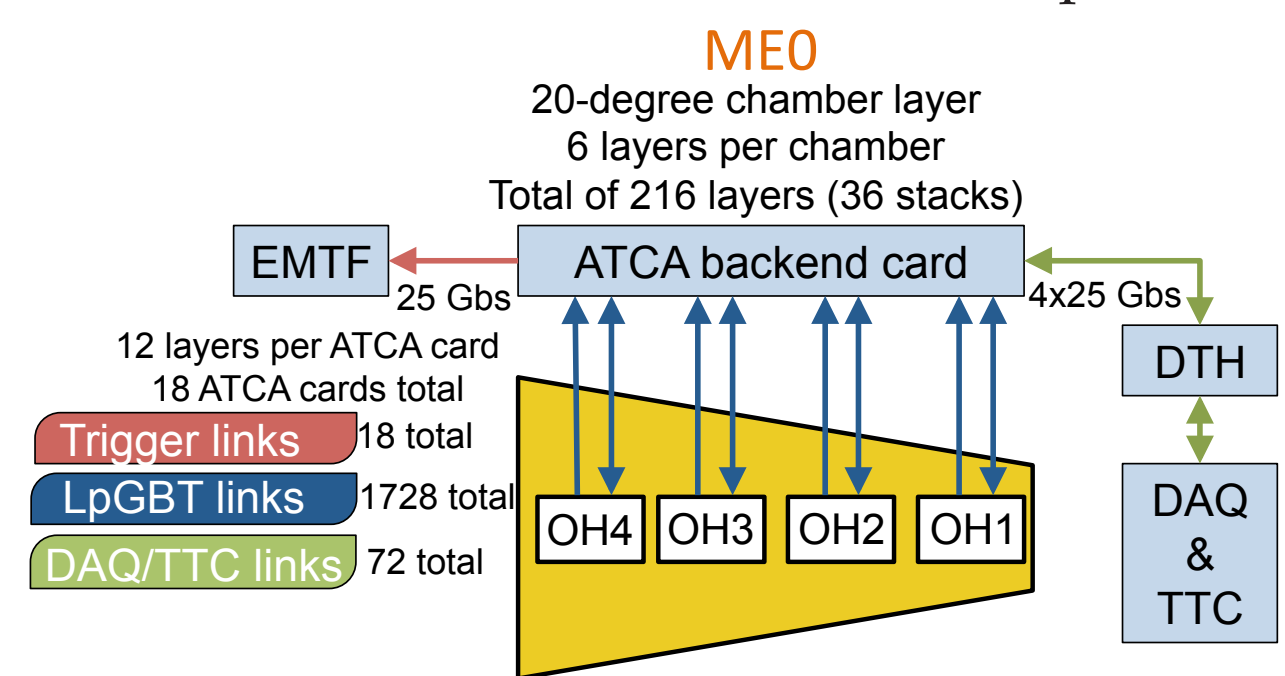 ME0
20-degree chamber layer
6 layers per chamber
Total of 216 layers (36 stacks)
EMTF
ATCA backend card
25 Gbs
4x25 Gbs
12 layers per ATCA card
18 ATCA cards total
DTH
Trigger links
18 total
LpGBT links
1728 total
DAQ/TTC links
72 total
OH4
OH3
OH2
OH1
DAQ
&
TTC